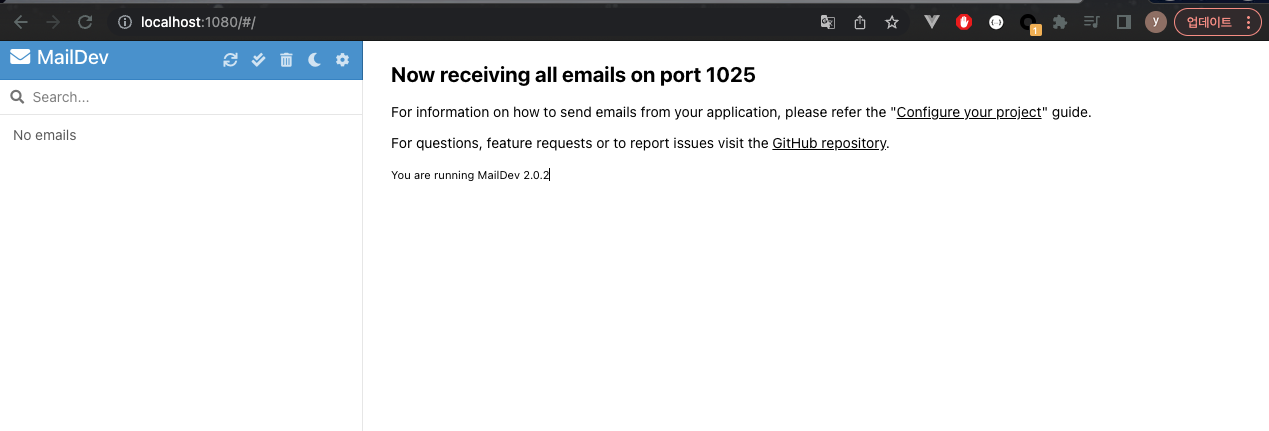 localhost:1080/#/
1
y
업데이트
MailDev
Search...
No emails
Now receiving all emails on port 1025
For information on how to send emails from your application, please refer the "Configure your project" guide.
For questions, feature requests or to report issues visit the GitHub repository.
You are running MailDev 2.0.2